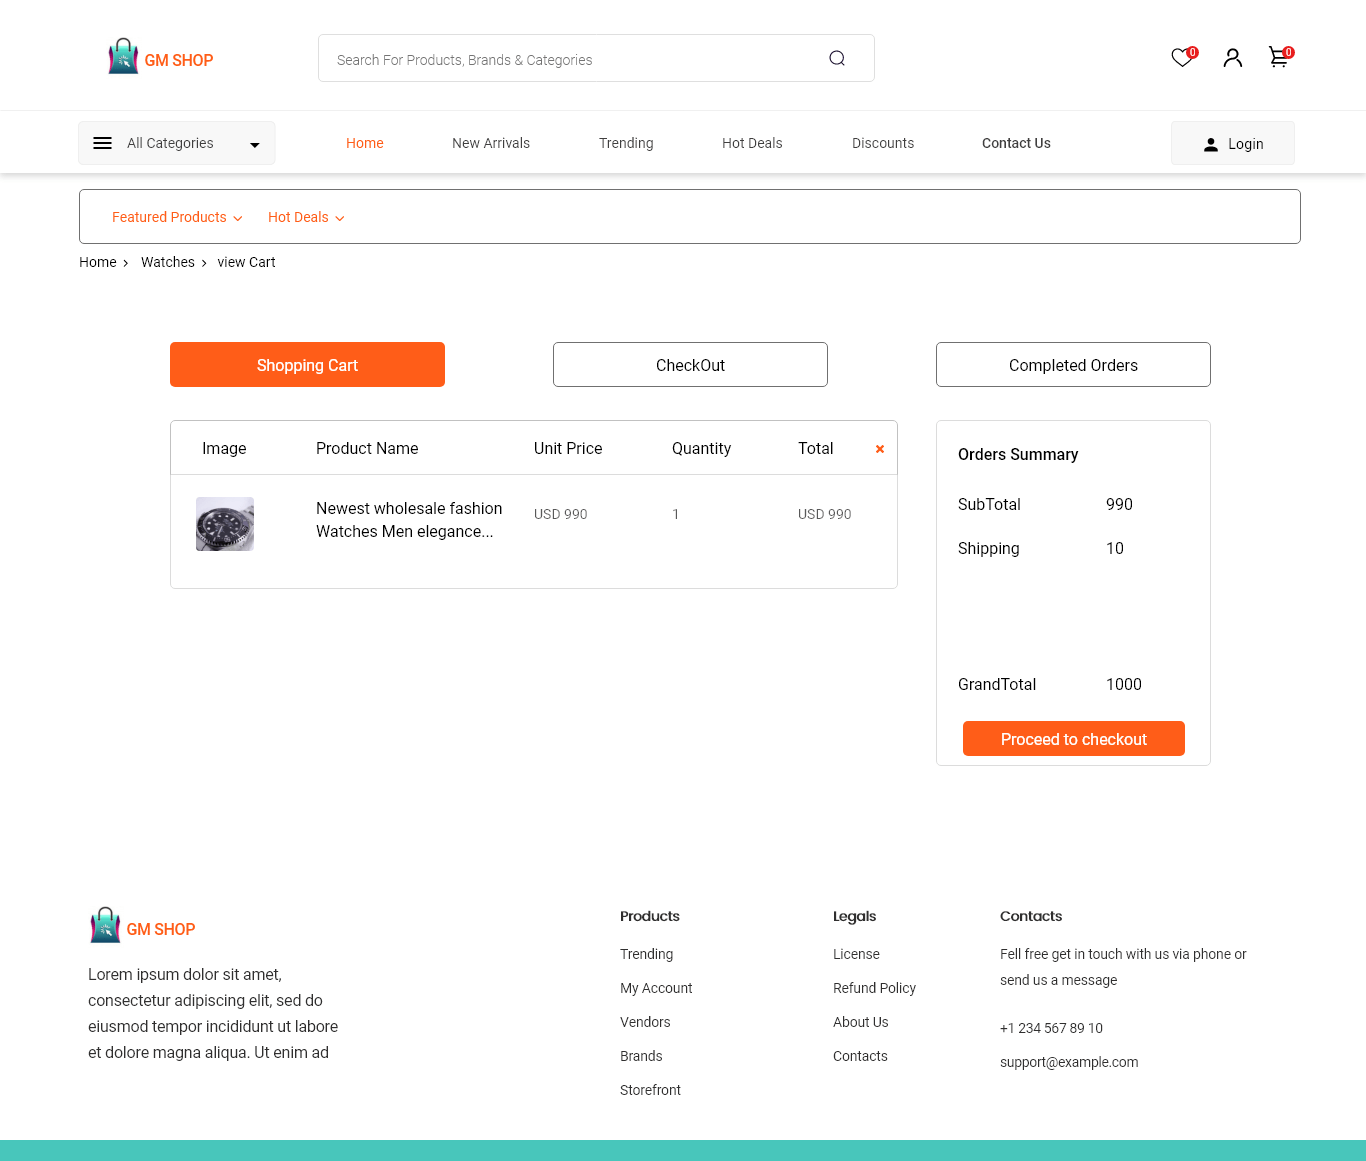 GM SHOP
Search For Products, Brands & Categories
0
0
All Categories
Home
New Arrivals
Trending
Hot Deals
Discounts
Contact Us
Login
Featured Products
Hot Deals
Home > Watches > view Cart
Shopping Cart
CheckOut
Completed Orders
Image
Product Name
Unit Price
Quantity
Total
Newest wholesale fashion
Watches Men elegance...
USD 990
1
USD 990
Orders Summary
SubTotal 990
Shipping 10
GrandTotal 1000
Proceed to checkout
GM SHOP
Lorem ipsum dolor sit amet,
consectetur adipiscing elit, sed do
eiusmod tempor incididunt ut labore
et dolore magna aliqua. Ut enim ad
Products
Trending
My Account
Vendors
Brands
Storefront
Legals
License
Refund Policy
About Us
Contacts
Contacts
Fell free get in touch with us via phone or
send us a message
+1 234 567 89 10
support@example.com